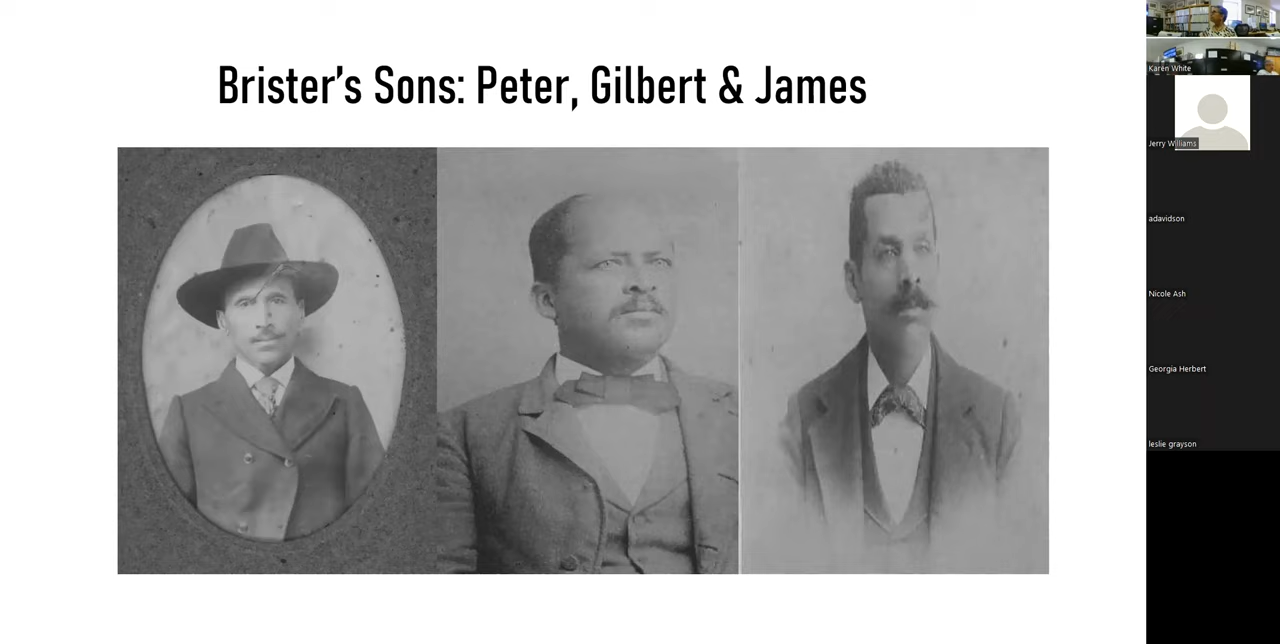 Brister’s Sons: Peter, Gilbert & James
Karen White
Jerry Williams
adavidson
Nicole Ash
Georgia Herbert
leslie grayson